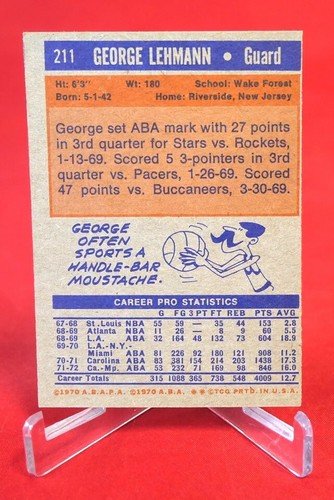 211 GEORGE LEHMANN • Guard
Ht: 6'3" Wt: 180 School: Wake Forest
Born: 5-1-42 Home: Riverside, New Jersey
George set ABA mark with 27 points
in 3rd quarter for Stars vs. Rockets,
1-13-69. Scored 5 3-pointers in 3rd
quarter vs. Pacers, 1-26-69. Scored
47 points vs. Buccaneers, 3-30-69.
GEORGE
OFTEN
SPORTS A
HANDLE-BAR
MOUSTACHE.
CAREER PRO STATISTICS
G FG 3PT FT REB PTS AVG
67-68 St.Louis NBA 55 59 — 35 44 153 2.8
68-69 Atlanta NBA 11 26 — 8 9 60 5.5
68-69 L.A. ABA 32 164 48 132 73 604 18.9
69-70 L.A.-N.Y.-
Miami ABA 81 226 92 180 121 908 11.2
70-71 Carolina ABA 83 381 154 214 203 1438 17.3
71-72 Ca.-Mp. ABA 53 232 71 169 98 846 16.0
Career Totals 315 1088 365 738 548 4009 12.7
©1970 A.B.A.P.A. ©1970 A.B.A. ✱ ✱ ©T.C.G. PRTD. IN U.S.A.